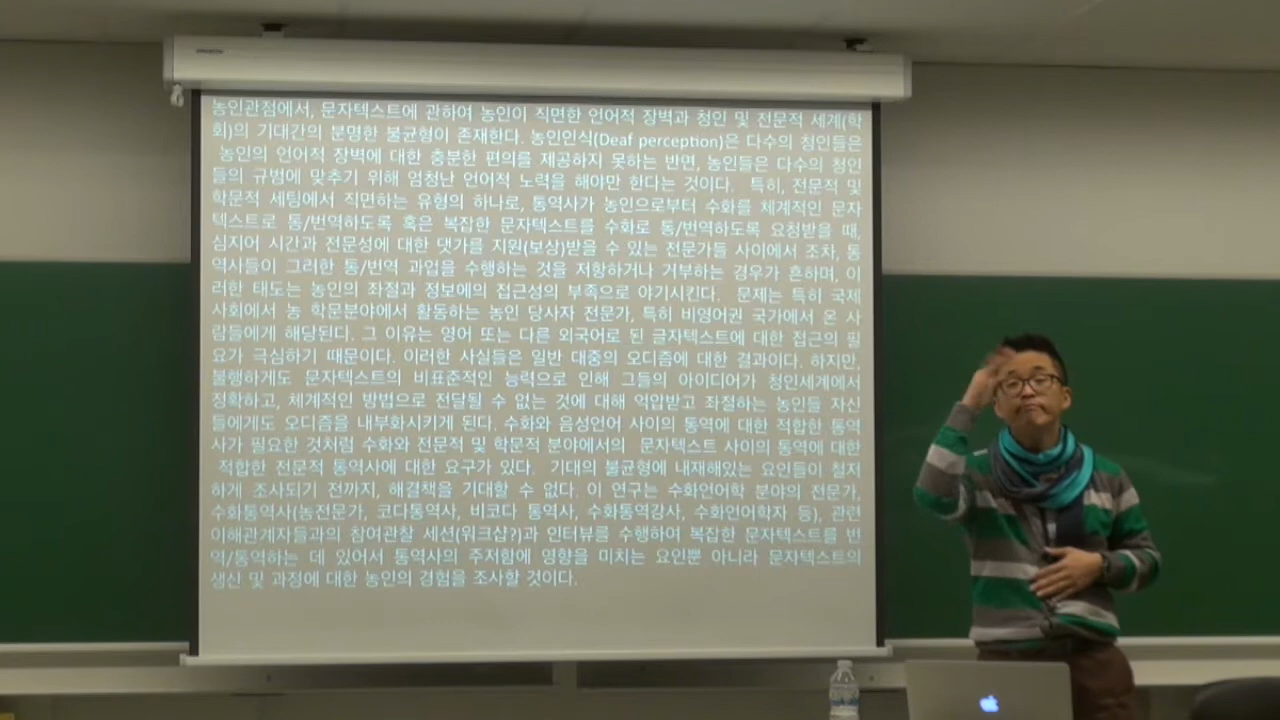 농인관점에서, 문자텍스트에 관하여 농인이 직면한 언어적 장벽과 청인 및 전문적 세계(학
회)의 기대간의 분명한 불균형이 존재한다. 농인인식(Deaf perception)은 다수의 청인들은
농인의 언어적 장벽에 대한 충분한 편의를 제공하지 못하는 반면, 농인들은 다수의 청인
들의 규범에 맞추기 위해 엄청난 언어적 노력을 해야만 한다는 것이다. 특히, 전문적 및
학문적 세팅에서 직면하는 유형의 하나로, 통역사가 농인으로부터 수화를 체계적인 문자
텍스트로 통/번역하도록 혹은 복잡한 문자텍스트를 수화로 통/번역하도록 요청받을 때,
심지어 시간과 전문성에 대한 댓가를 지원(보상)받을 수 있는 전문가들 사이에서 조차, 통
역사들이 그러한 통/번역 과업을 수행하는 것을 저항하거나 거부하는 경우가 흔하며, 이
러한 태도는 농인의 좌절과 정보에의 접근성의 부족으로 야기시킨다. 문제는 특히 국제
사회에서 농 학문분야에서 활동하는 농인 당사자 전문가, 특히 비영어권 국가에서 온 사
람들에게 해당된다. 그 이유는 영어 또는 다른 외국어로 된 글자텍스트에 대한 접근의 필
요가 극심하기 때문이다. 이러한 사실들은 일반 대중의 오디즘에 대한 결과이다. 하지만,
불행하게도 문자텍스트의 비표준적인 능력으로 인해 그들의 아이디어가 청인세계에서
정확하고, 체계적인 방법으로 전달될 수 없는 것에 대해 억압받고 좌절하는 농인들 자신
들에게도 오디즘을 내부화시키게 된다. 수화와 음성언어 사이의 통역에 대한 적합한 통역
사가 필요한 것처럼 수화와 전문적 및 학문적 분야에서의 문자텍스트 사이의 통역에 대한
적합한 전문적 통역사에 대한 요구가 있다. 기대의 불균형에 내재해있는 요인들이 철저
하게 조사되기 전까지, 해결책을 기대할 수 없다. 이 연구는 수화언어학 분야의 전문가,
수화통역사(농전문가, 코다통역사, 비코다 통역사, 수화통역강사, 수화언어학자 등), 관련
이해관계자들과의 참여관찰 세션(워크샵?)과 인터뷰를 수행하여 복잡한 문자텍스트를 번
역/통역하는 데 있어서 통역사의 주저함에 영향을 미치는 요인뿐 아니라 문자텍스트의
생신 및 과정에 대한 농인의 경험을 조사할 것이다.